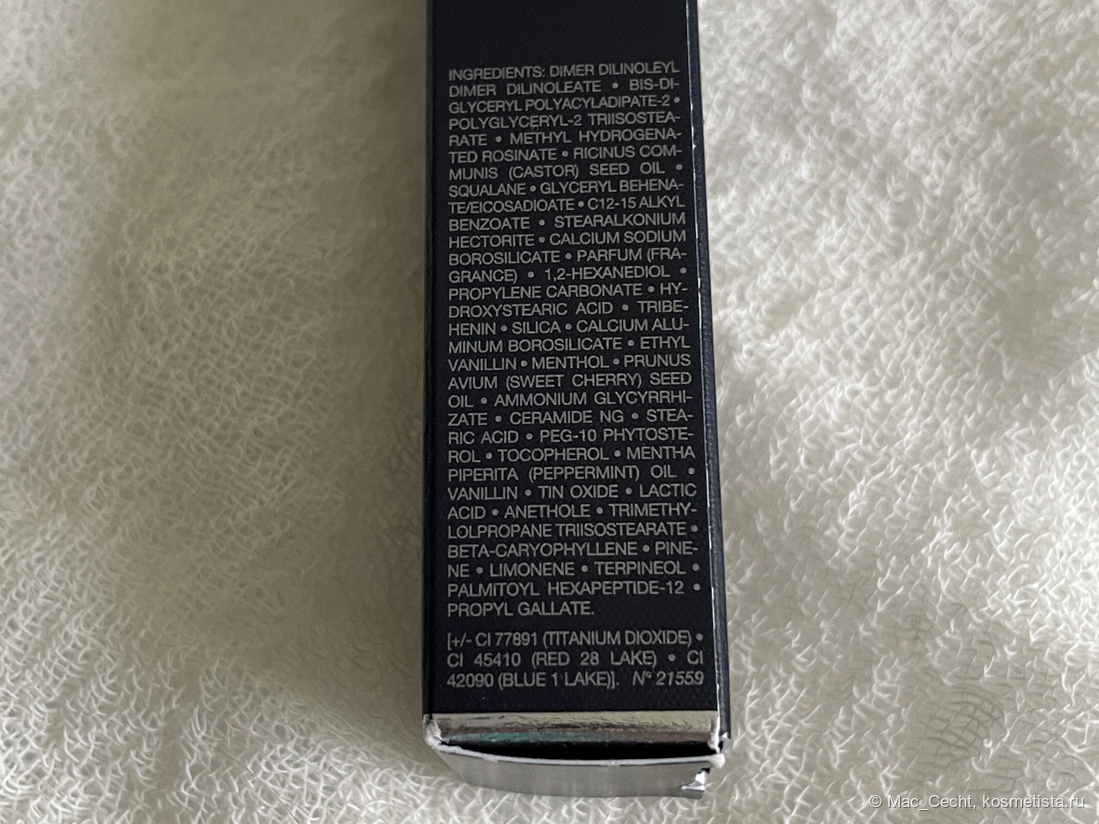 INGREDIENTS: DIMER DILINOLEYL
DIMER DILINOLEATE • BIS-DI-
GLYCERYL POLYACYLADIPATE-2 •
POLYGLYCERYL-2 TRIISOSTEA-
RATE • METHYL HYDROGENA-
TED ROSINATE • RICINUS COM-
MUNIS (CASTOR) SEED OIL •
SQUALANE • GLYCERYL BEHENA-
TE/EICOSADIOATE • C12-15 ALKYL
BENZOATE • STEARALKONIUM
HECTORITE • CALCIUM SODIUM
BOROSILICATE • PARFUM (FRA-
GRANCE) • 1,2-HEXANEDIOL •
PROPYLENE CARBONATE • HY-
DROXYSTEARIC ACID • TRIBE-
HENIN • SILICA • CALCIUM ALU-
MINUM BOROSILICATE • ETHYL
VANILLIN • MENTHOL • PRUNUS
AVIUM (SWEET CHERRY) SEED
OIL • AMMONIUM GLYCYRRHI-
ZATE • CERAMIDE NG • STEA-
RIC ACID • PEG-10 PHYTOSTE-
ROL • TOCOPHEROL • MENTHA
PIPERITA (PEPPERMINT) OIL •
VANILLIN • TIN OXIDE • LACTIC
ACID • ANETHOLE • TRIMETHY-
LOLPROPANE TRIISOSTEARATE •
BETA-CARYOPHYLLENE • PINE-
NE • LIMONENE • TERPINEOL •
PALMITOYL HEXAPEPTIDE-12 •
PROPYL GALLATE.
[+/- CI 77891 (TITANIUM DIOXIDE) •
CI 45410 (RED 28 LAKE) • CI
42090 (BLUE 1 LAKE)]. N° 21559
© Mac_Cecht, kosmetista.ru